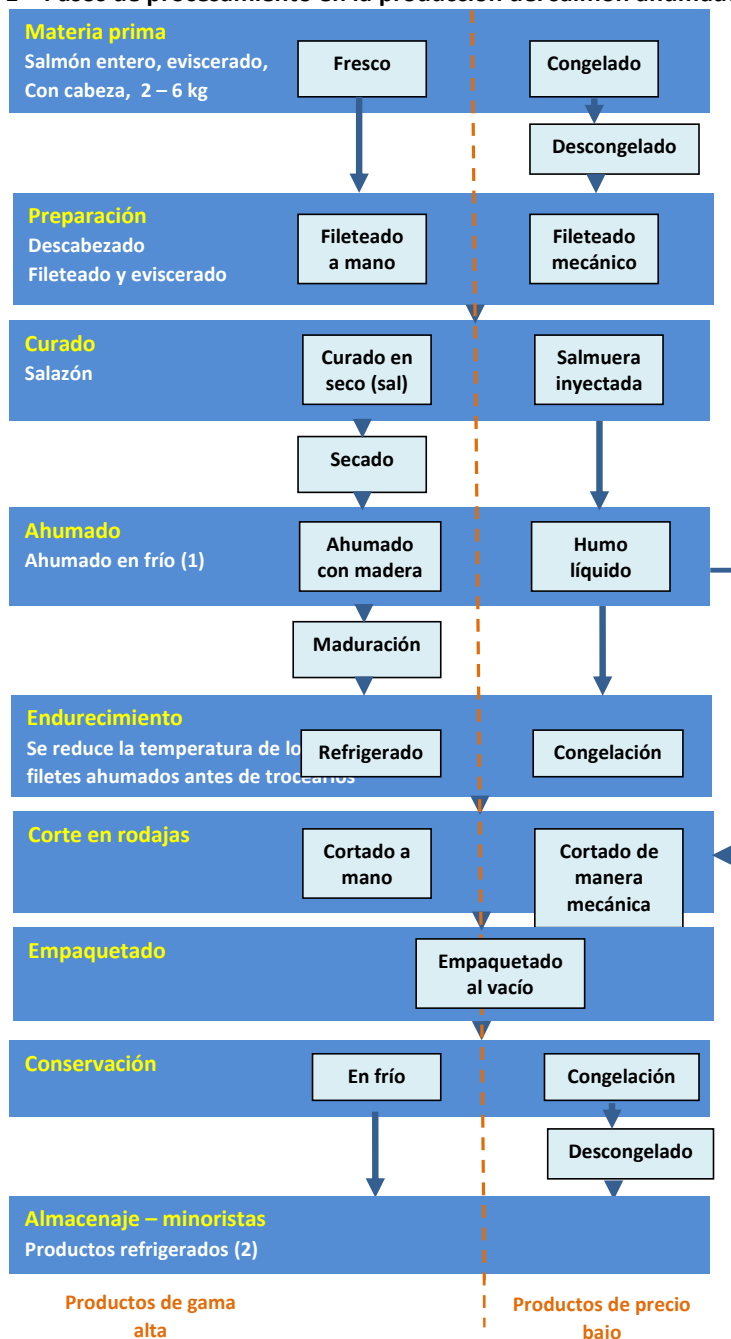 Materia prima
Salmón entero, eviscerado,
Con cabeza, 2 – 6 kg
Fresco
Congelado
Descongelado
Preparación
Descabezado
Fileteado y eviscerado
Fileteado
a mano
Fileteado
mecánico
Curado
Salazón
Curado en
seco (sal)
Salmuera
inyectada
Secado
Ahumado
Ahumado en frío (1)
Ahumado
con madera
Humo
líquido
Maduración
Endurecimiento
Se reduce la temperatura de lo
filetes ahumados antes de
Refrigerado
Congelación
Corte en rodajas
Cortado a
mano
Cortado de
manera
mecánica
Empaquetado
Empaquetado
al vacío
Conservación
En frío
Congelación
Descongelado
Almacenaje – minoristas
Productos refrigerados (2)
Productos de gama
alta
Productos de precio
bajo